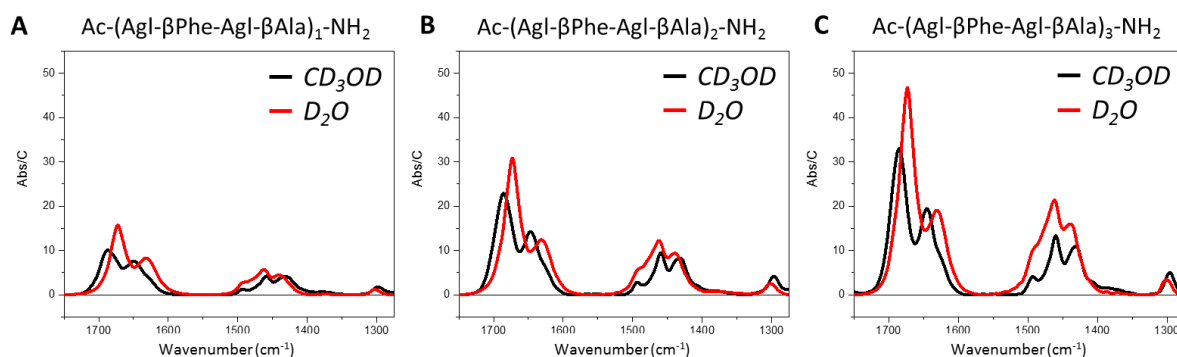 A Ac-(Agl-βPhe-Agl-βAla)₁-NH₂
CD₃OD
D₂O
Abs/C
50
40
30
20
10
0
1700 1600 1500 1400 1300
Wavenumber (cm⁻¹)
B Ac-(Agl-βPhe-Agl-βAla)₂-NH₂
CD₃OD
D₂O
Abs/C
50
40
30
20
10
0
1700 1600 1500 1400 1300
Wavenumber (cm⁻¹)
C Ac-(Agl-βPhe-Agl-βAla)₃-NH₂
CD₃OD
D₂O
Abs/C
50
40
30
20
10
0
1700 1600 1500 1400 1300
Wavenumber (cm⁻¹)